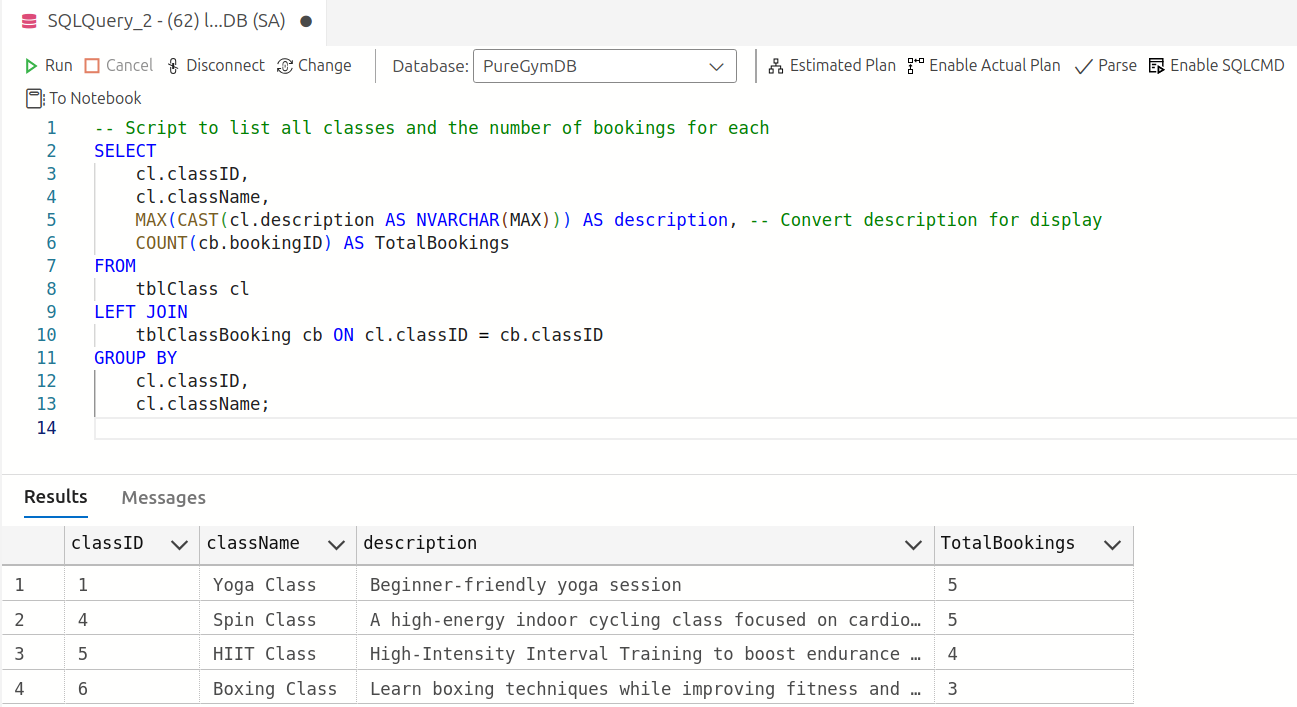 SQLQuery_2 - (62) l...DB (SA) ●
Run Cancel Disconnect Change Database: PureGymDB Estimated Plan Enable Actual Plan Parse Enable SQLCMD
To Notebook
1 -- Script to list all classes and the number of bookings for each
2 SELECT
3 cl.classID,
4 cl.className,
5 MAX(CAST(cl.description AS NVARCHAR(MAX))) AS description, -- Convert description for display
6 COUNT(cb.bookingID) AS TotalBookings
7 FROM
8 tblClass cl
9 LEFT JOIN
10 tblClassBooking cb ON cl.classID = cb.classID
11 GROUP BY
12 cl.classID,
13 cl.className;
14
Results Messages
classID className description TotalBookings
1 1 Yoga Class Beginner-friendly yoga session 5
2 4 Spin Class A high-energy indoor cycling class focused on cardio… 5
3 5 HIIT Class High-Intensity Interval Training to boost endurance … 4
4 6 Boxing Class Learn boxing techniques while improving fitness and … 3